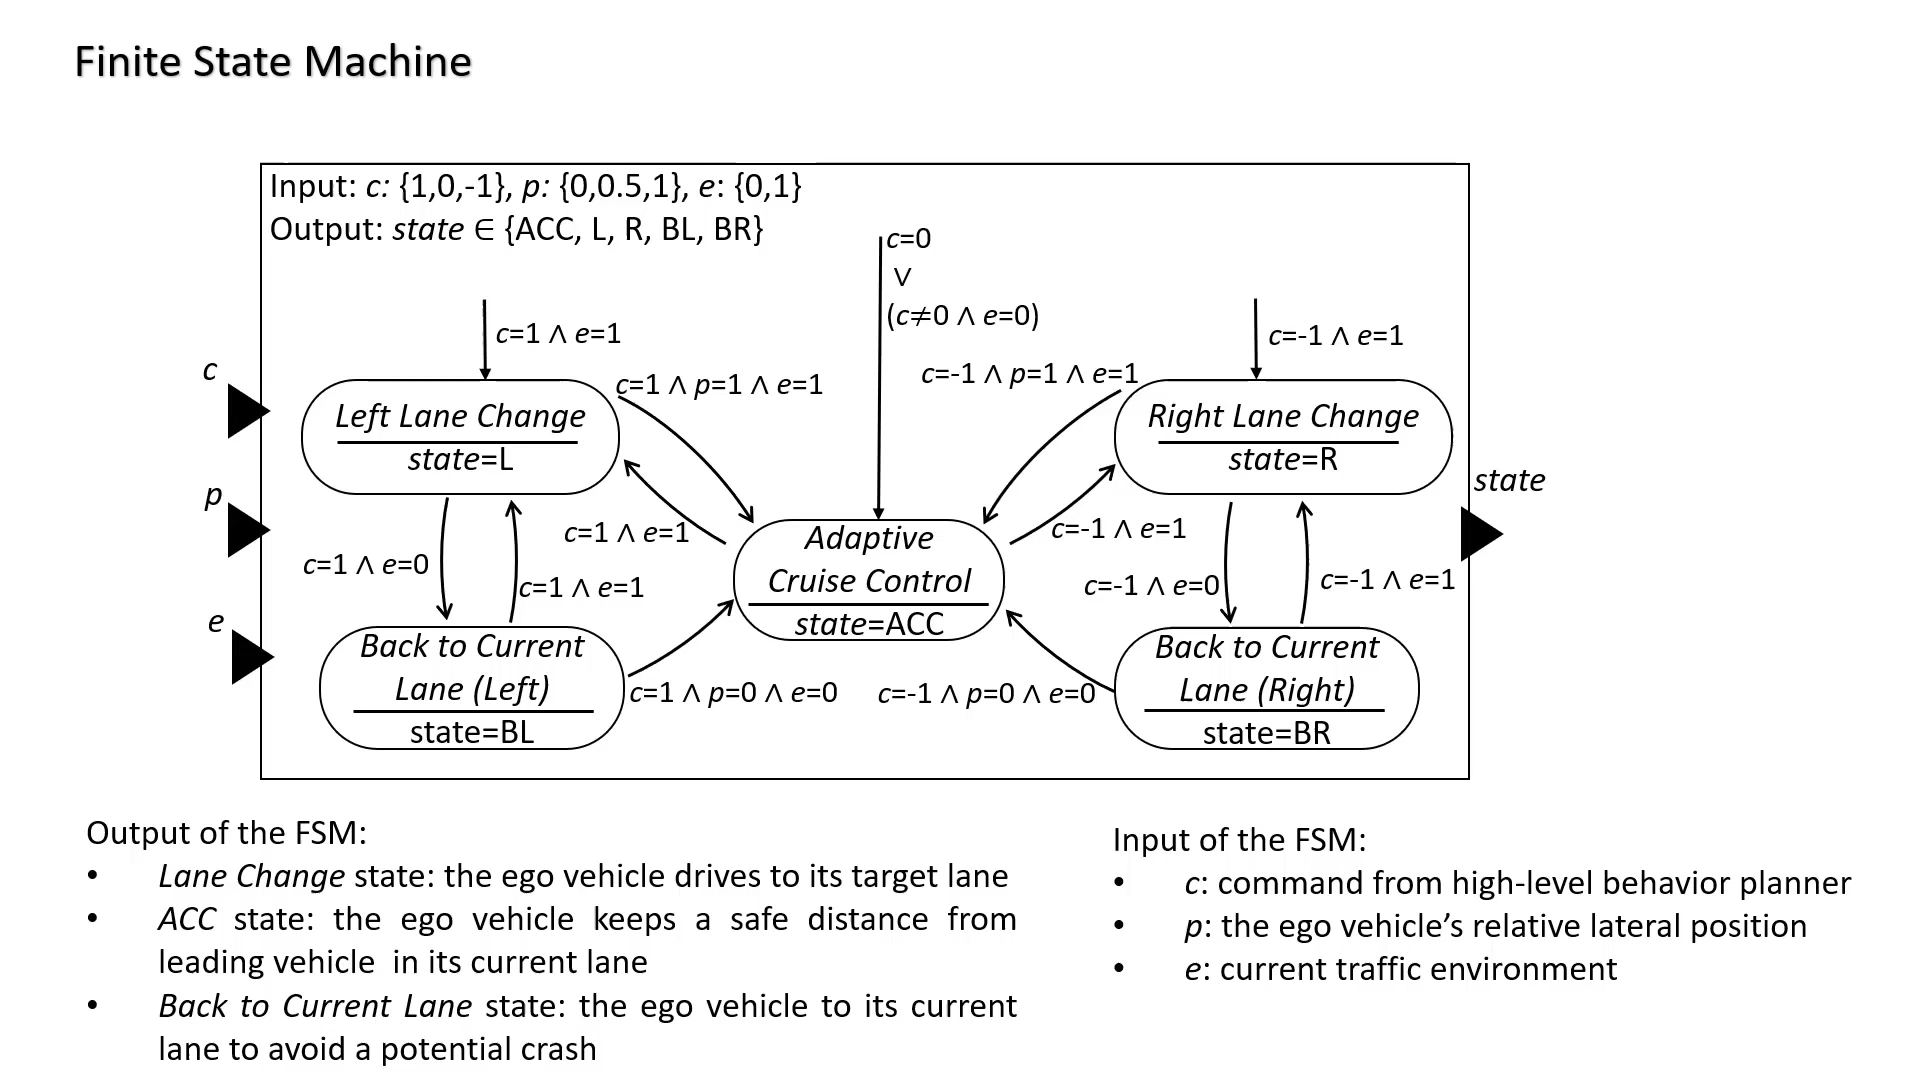 Finite State Machine
Input: c: {1,0,-1}, p: {0,0.5,1}, e: {0,1}
Output: state ∈ {ACC, L, R, BL, BR}
c=0
∨
(c≠0 ∧ e=0)
c=1 ∧ e=1
c=-1 ∧ e=1
c
c=1 ∧ p=1 ∧ e=1
c=-1 ∧ p=1 ∧ e=1
Left Lane Change
state=L
Right Lane Change
state=R
state
p
c=1 ∧ e=1
c=-1 ∧ e=1
Adaptive
Cruise Control
state=ACC
c=1 ∧ e=0
c=1 ∧ e=1
c=-1 ∧ e=0
c=-1 ∧ e=1
e
Back to Current
Lane (Left)
state=BL
c=1 ∧ p=0 ∧ e=0
c=-1 ∧ p=0 ∧ e=0
Back to Current
Lane (Right)
state=BR
Output of the FSM:
• Lane Change state: the ego vehicle drives to its target lane
• ACC state: the ego vehicle keeps a safe distance from
leading vehicle in its current lane
• Back to Current Lane state: the ego vehicle to its current
lane to avoid a potential crash
Input of the FSM:
• c: command from high-level behavior planner
• p: the ego vehicle’s relative lateral position
• e: current traffic environment